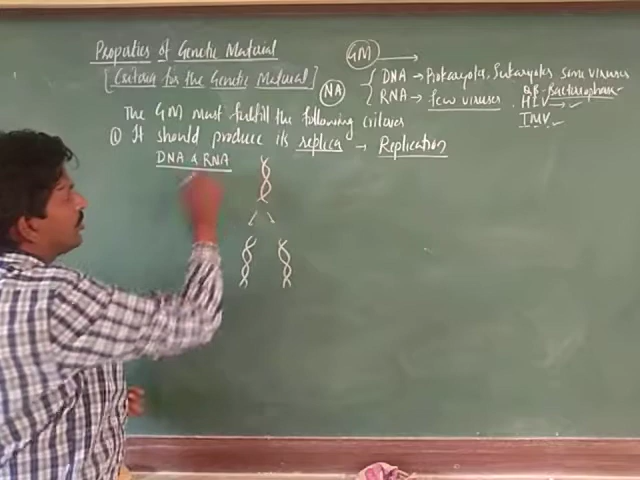 Properties of Genetic Material
[Criteria for the Genetic Material]
The GM must fulfill the following criteria
① It should produce its replica → Replication
DNA & RNA
GM →
NA
DNA → Prokaryotes, Eukaryotes some viruses
RNA → few viruses. Qβ - Bacteriophage
HIV ✓
TMV ✓